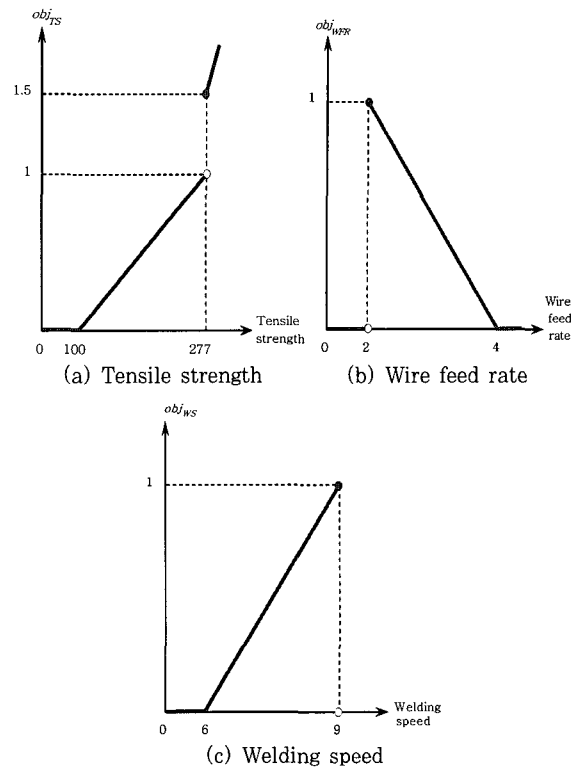 obj_TS
1.5
1
0 100 277
Tensile
strength
(a) Tensile strength
obj_WFR
1
0 2 4
Wire
feed
rate
(b) Wire feed rate
obj_WS
1
0 6 9
Welding
speed
(c) Welding speed